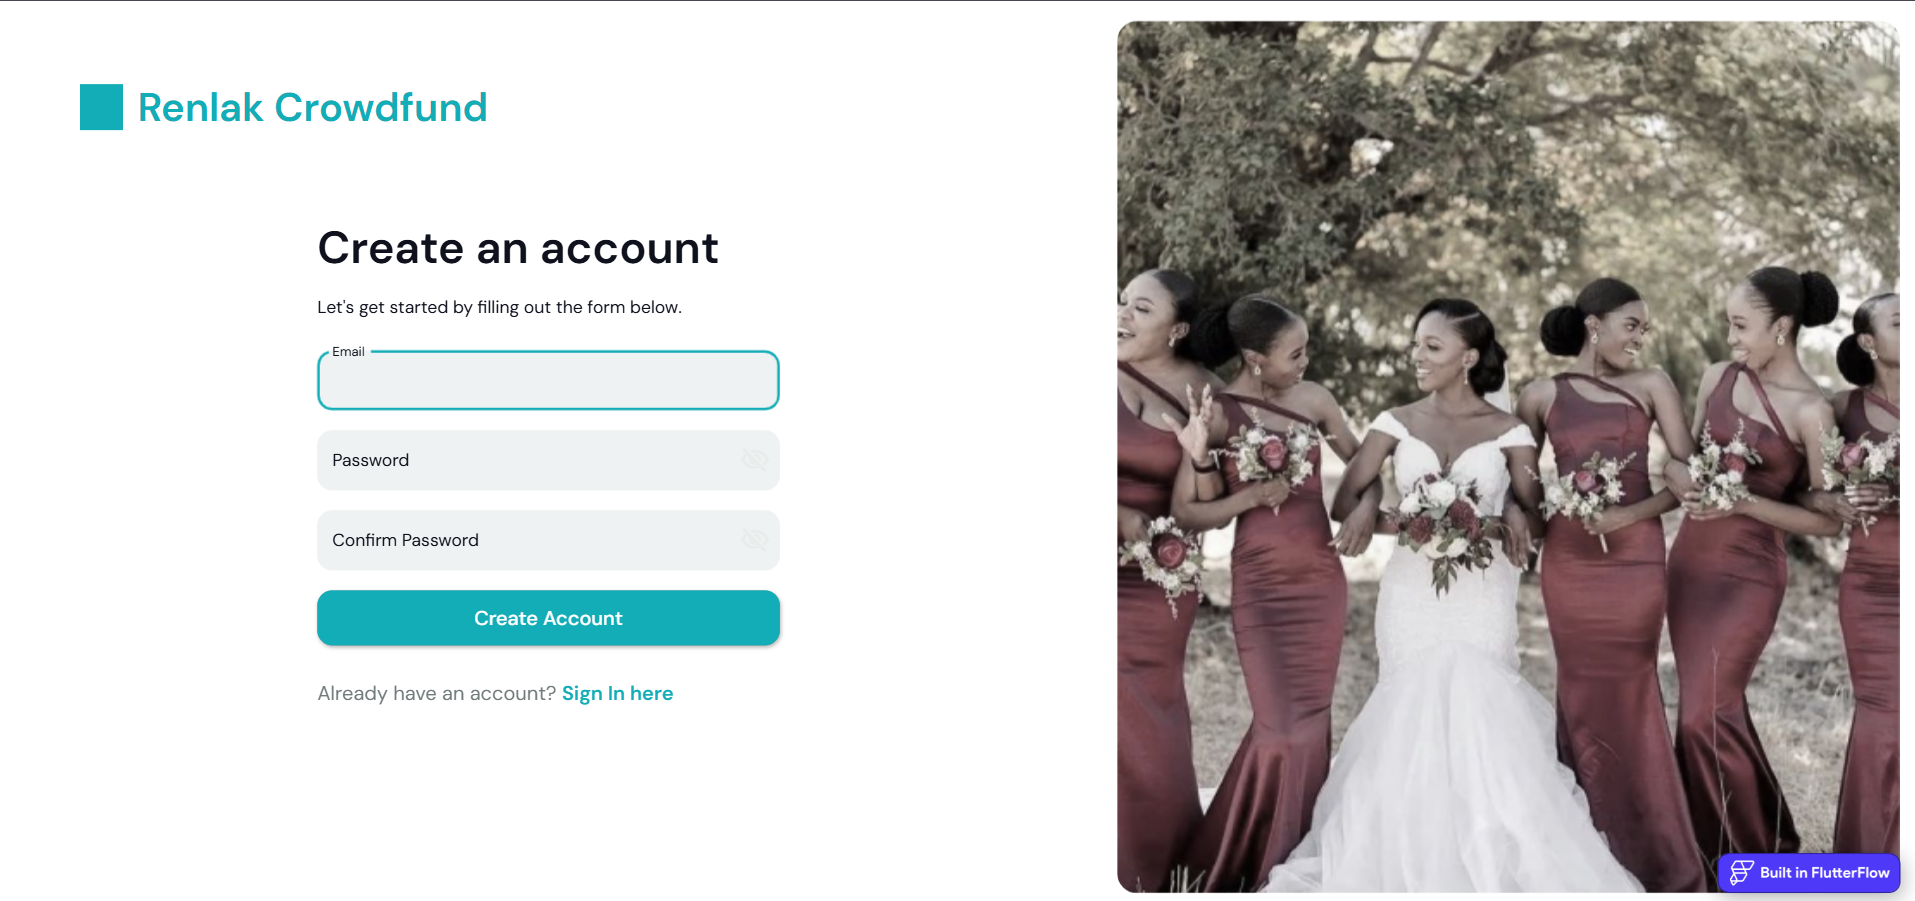 Renlak Crowdfund
Create an account
Let's get started by filling out the form below.
Email
Password
Confirm Password
Create Account
Already have an account? Sign In here
Built in FlutterFlow